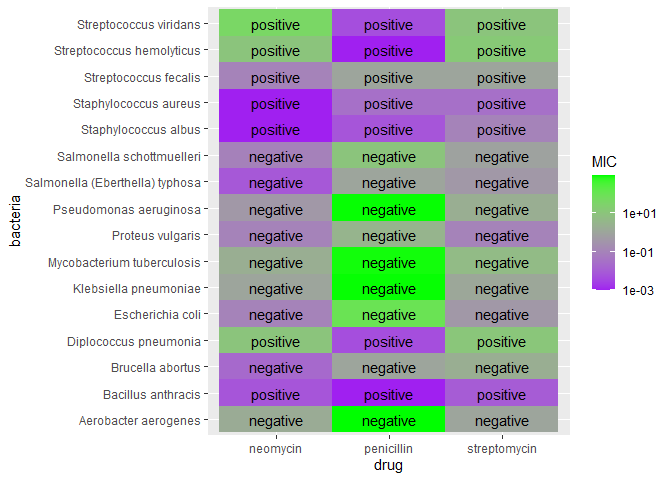 Streptococcus viridans positive positive positive
Streptococcus hemolyticus positive positive positive
Streptococcus fecalis positive positive positive
Staphylococcus aureus positive positive positive
Staphylococcus albus positive positive positive
Salmonella schottmuelleri negative negative negative
Salmonella (Eberthella) typhosa negative negative negative
Pseudomonas aeruginosa negative negative negative
Proteus vulgaris negative negative negative
Mycobacterium tuberculosis negative negative negative
Klebsiella pneumoniae negative negative negative
Escherichia coli negative negative negative
Diplococcus pneumonia positive positive positive
Brucella abortus negative negative negative
Bacillus anthracis positive positive positive
Aerobacter aerogenes negative negative negative
neomycin penicillin streptomycin
drug
bacteria
MIC
1e+01
1e-01
1e-03